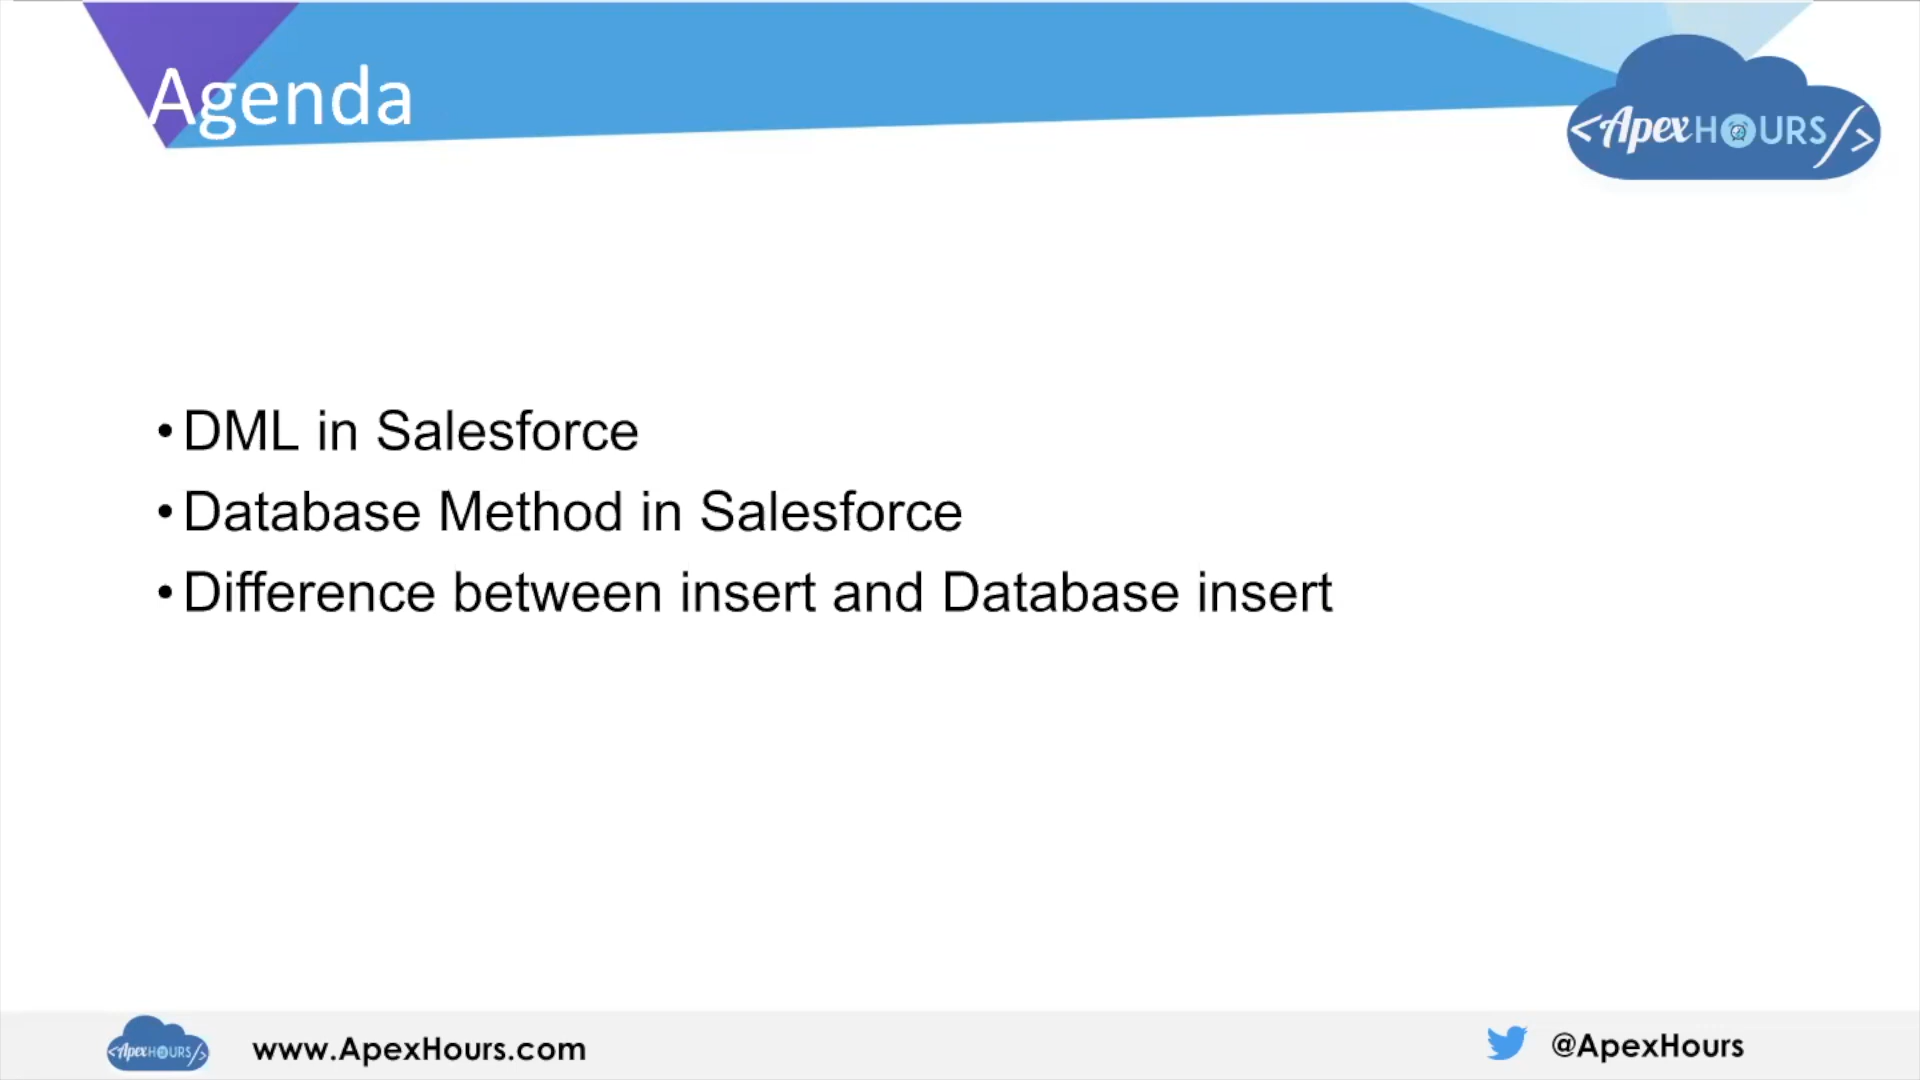 Agenda
<ApexHOURS/>
• DML in Salesforce
• Database Method in Salesforce
• Difference between insert and Database insert
<ApexHOURS/>
www.ApexHours.com
@ApexHours